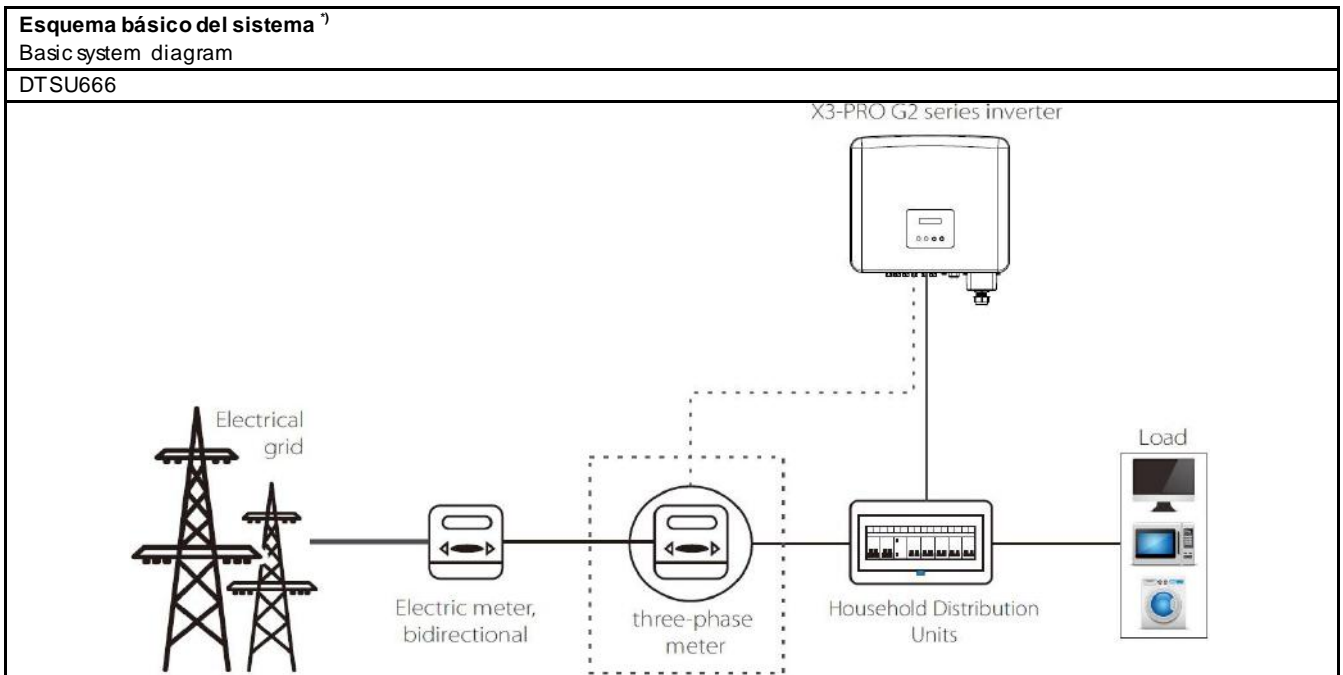 Esquema básico del sistema *)
Basic system diagram
DTSU666
X3-PRO G2 series inverter
Electrical
grid
Load
Electric meter,
bidirectional
three-phase
meter
Household Distribution
Units